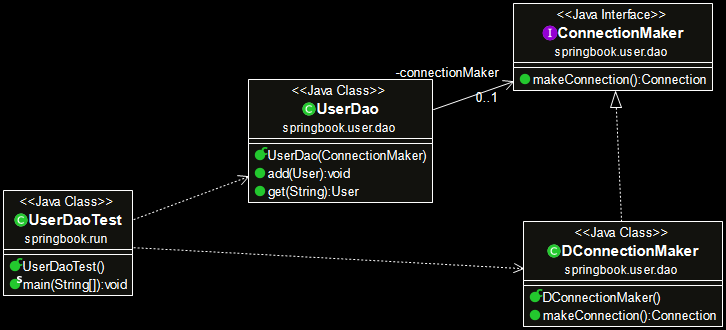 <<Java Interface>>
I ConnectionMaker
springbook.user.dao
makeConnection():Connection
-connectionMaker
0..1
<<Java Class>>
C UserDao
springbook.user.dao
C UserDao(ConnectionMaker)
add(User):void
get(String):User
<<Java Class>>
C UserDaoTest
springbook.run
C UserDaoTest()
S main(String[]):void
<<Java Class>>
C DConnectionMaker
springbook.user.dao
C DConnectionMaker()
makeConnection():Connection